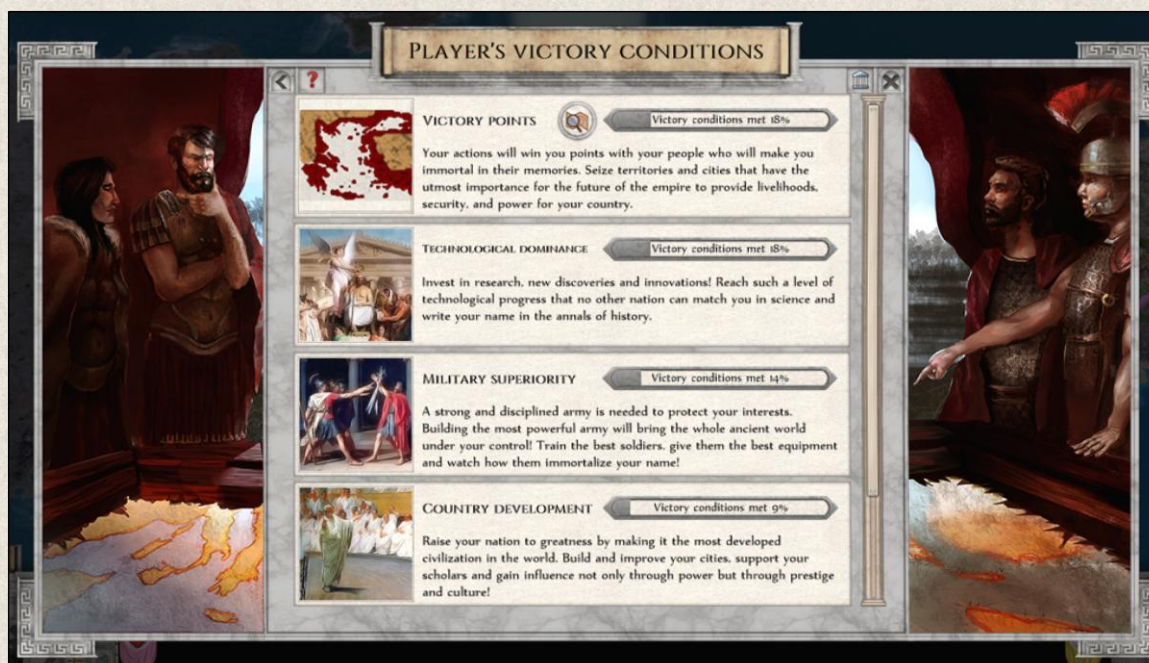 PLAYER'S VICTORY CONDITIONS
?
VICTORY POINTS
Victory conditions met 18%
Your actions will win you points with your people who will make you
immortal in their memories. Seize territories and cities that have the
utmost importance for the future of the empire to provide livelihoods,
security, and power for your country.
TECHNOLOGICAL DOMINANCE
Victory conditions met 18%
Invest in research, new discoveries and innovations! Reach such a level of
technological progress that no other nation can match you in science and
write your name in the annals of history.
MILITARY SUPERIORITY
Victory conditions met 14%
A strong and disciplined army is needed to protect your interests.
Building the most powerful army will bring the whole ancient world
under your control! Train the best soldiers, give them the best equipment
and watch how them immortalize your name!
COUNTRY DEVELOPMENT
Victory conditions met 9%
Raise your nation to greatness by making it the most developed
civilization in the world. Build and improve your cities, support your
scholars and gain influence not only through power but through prestige
and culture!